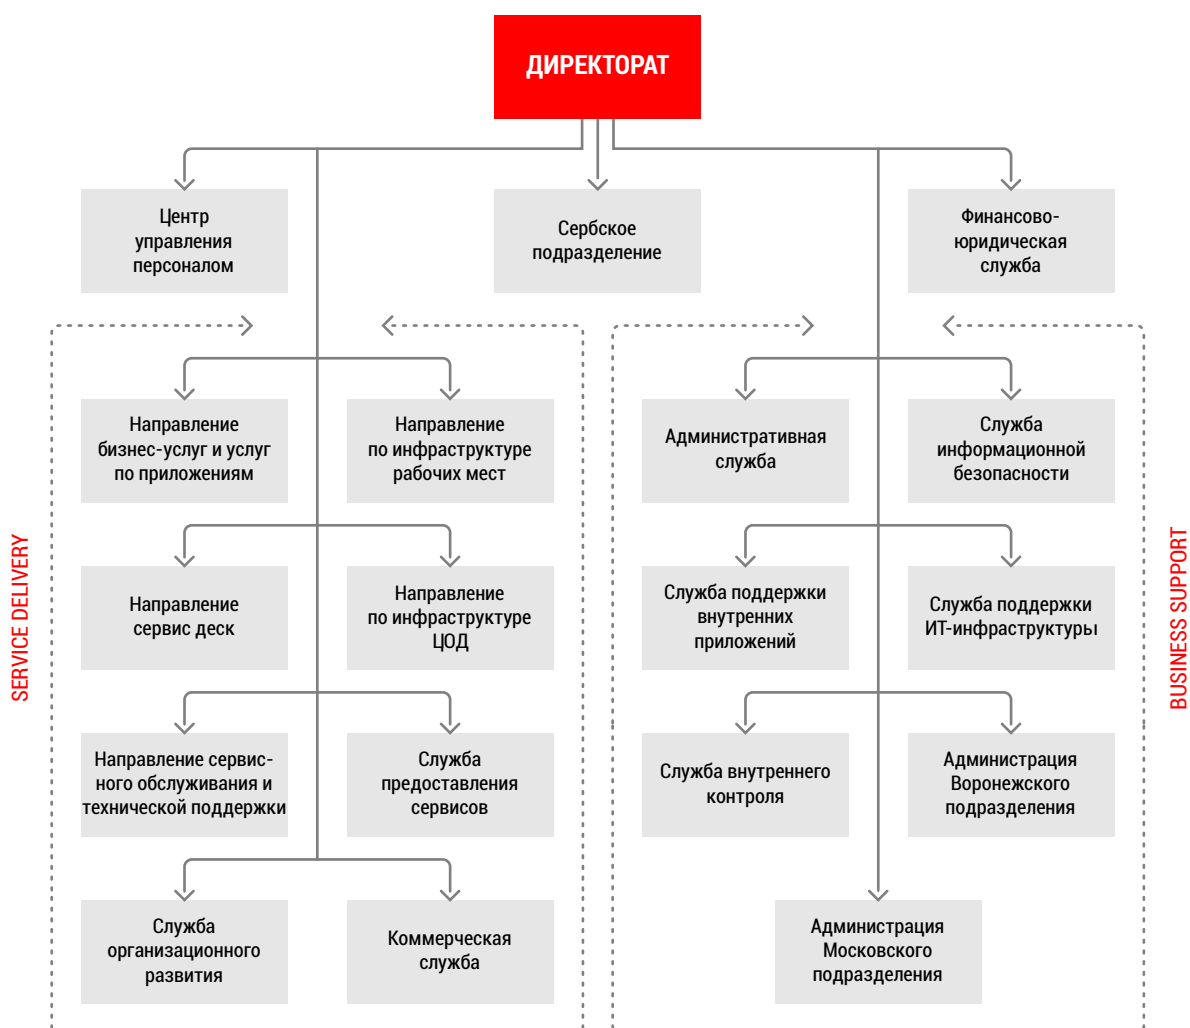 ДИРЕКТОРАТ
Центр
управления
персоналом
Сербское
подразделение
Финансово-
юридическая
служба
SERVICE DELIVERY
Направление
бизнес-услуг и услуг
по приложениям
Направление
по инфраструктуре
рабочих мест
Направление
сервис деск
Направление
по инфраструктуре
ЦОД
Направление сервис-
ного обслуживания и
технической поддержки
Служба
предоставления
сервисов
Служба
организационного
развития
Коммерческая
служба
Административная
служба
Служба
информационной
безопасности
Служба поддержки
внутренних
приложений
Служба поддержки
ИТ-инфраструктуры
Служба внутреннего
контроля
Администрация
Воронежского
подразделения
Администрация
Московского
подразделения
BUSINESS SUPPORT